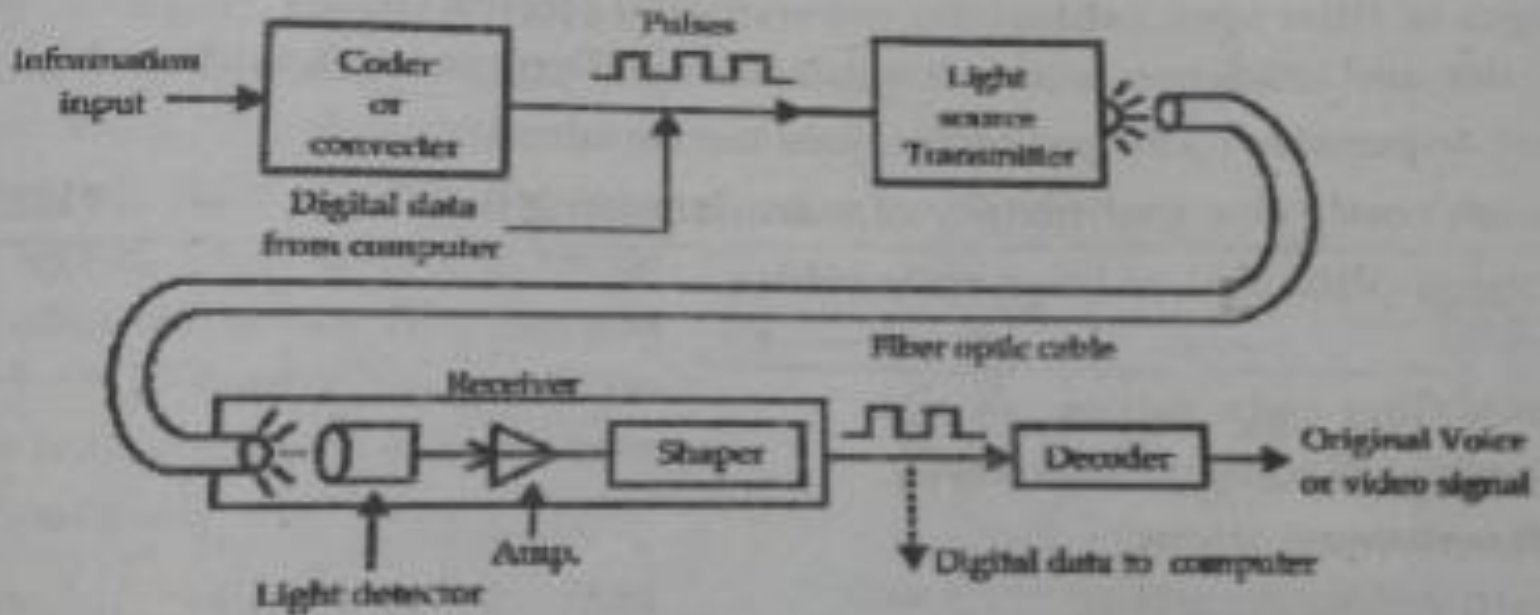 Pulses
Information
input
Coder
or
converter
Light
source
Transmitter
Digital data
from computer
Fiber optic cable
Receiver
Shaper
Decoder
Original Voice
or video signal
Amp.
Light detector
Digital data to computer